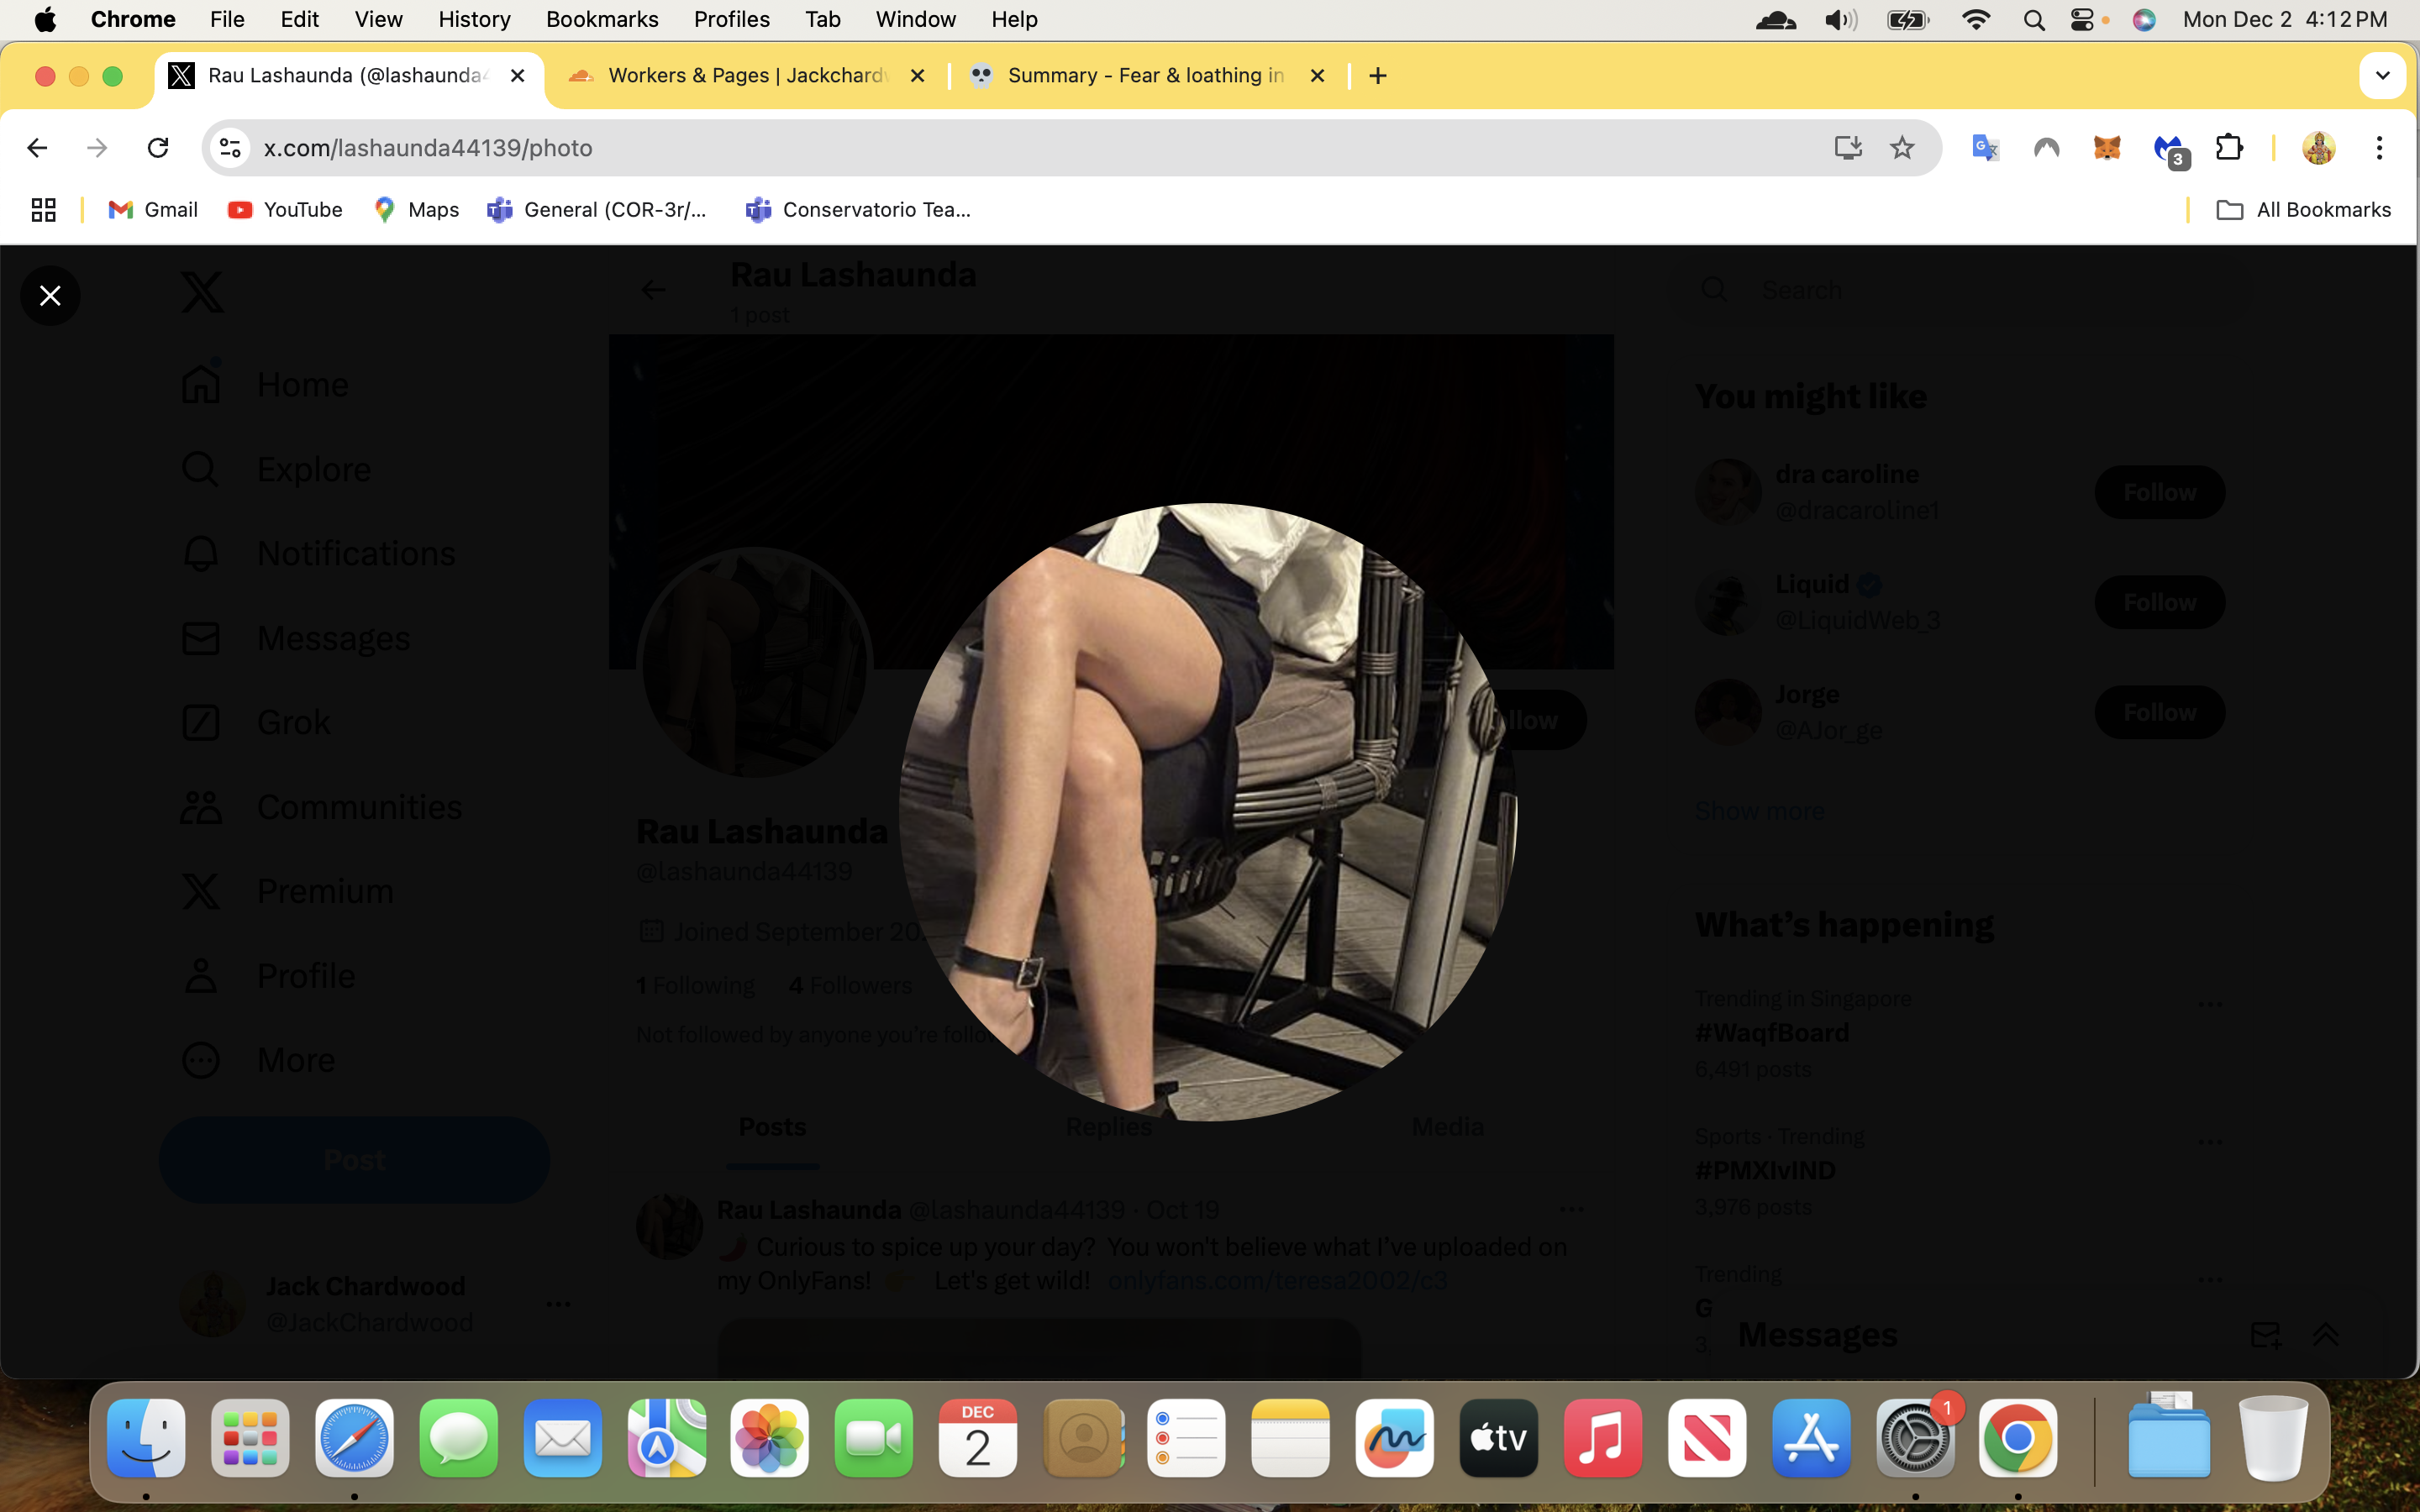 Chrome File Edit View History Bookmarks Profiles Tab Window Help Mon Dec 2 4:12 PM
Rau Lashaunda (@lashaunda4 Workers & Pages | Jackchard Summary - Fear & loathing in
x.com/lashaunda44139/photo 3
Gmail YouTube Maps General (COR-3r/... Conservatorio Tea... All Bookmarks
Rau Lashaunda
1 post
Search
Home
Explore
Notifications
Messages
Grok
Communities
Premium
Profile
More
Post
Jack Chardwood
@JackChardwood
Rau Lashaunda
@lashaunda44139
Joined September
1 Following 4 Followers
Not followed by anyone you're
Posts Replies Media
Rau Lashaunda @lashaunda44139 · Oct 19
Curious to spice up your day? You won't believe what I've uploaded on
my OnlyFans! Let's get wild! onlyfans.com/teresa2002/c3
You might like
dra caroline
@dracaroline1
Follow
Liquid
@LiquidWeb_3
Follow
Jorge
@AJor_ge
Follow
Show more
What's happening
Trending in Singapore
#WaqfBoard
6,491 posts
Sports · Trending
#PMXIvIND
3,976 posts
Trending
Messages
DEC
2
tv
1